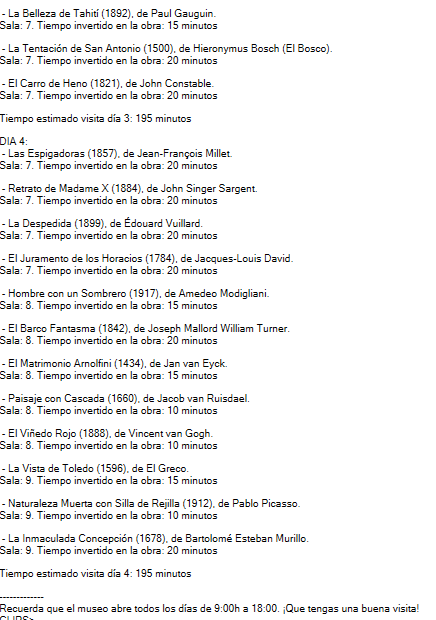 - La Belleza de Tahití (1892), de Paul Gauguin.
Sala: 7. Tiempo invertido en la obra: 15 minutos
- La Tentación de San Antonio (1500), de Hieronymus Bosch (El Bosco).
Sala: 7. Tiempo invertido en la obra: 20 minutos
- El Carro de Heno (1821), de John Constable.
Sala: 7. Tiempo invertido en la obra: 20 minutos
Tiempo estimado visita día 3: 195 minutos
DIA 4:
- Las Espigadoras (1857), de Jean-François Millet.
Sala: 7. Tiempo invertido en la obra: 20 minutos
- Retrato de Madame X (1884), de John Singer Sargent.
Sala: 7. Tiempo invertido en la obra: 20 minutos
- La Despedida (1899), de Édouard Vuillard.
Sala: 7. Tiempo invertido en la obra: 20 minutos
- El Juramento de los Horacios (1784), de Jacques-Louis David.
Sala: 7. Tiempo invertido en la obra: 20 minutos
- Hombre con un Sombrero (1917), de Amedeo Modigliani.
Sala: 8. Tiempo invertido en la obra: 15 minutos
- El Barco Fantasma (1842), de Joseph Mallord William Turner.
Sala: 8. Tiempo invertido en la obra: 20 minutos
- El Matrimonio Arnolfini (1434), de Jan van Eyck.
Sala: 8. Tiempo invertido en la obra: 15 minutos
- Paisaje con Cascada (1660), de Jacob van Ruisdael.
Sala: 8. Tiempo invertido en la obra: 10 minutos
- El Viñedo Rojo (1888), de Vincent van Gogh.
Sala: 8. Tiempo invertido en la obra: 10 minutos
- La Vista de Toledo (1596), de El Greco.
Sala: 9. Tiempo invertido en la obra: 15 minutos
- Naturaleza Muerta con Silla de Rejilla (1912), de Pablo Picasso.
Sala: 9. Tiempo invertido en la obra: 10 minutos
- La Inmaculada Concepción (1678), de Bartolomé Esteban Murillo.
Sala: 9. Tiempo invertido en la obra: 20 minutos
Tiempo estimado visita día 4: 195 minutos
-------------
Recuerda que el museo abre todos los días de 9:00h a 18:00. ¡Que tengas una buena visita!
CLIPS>